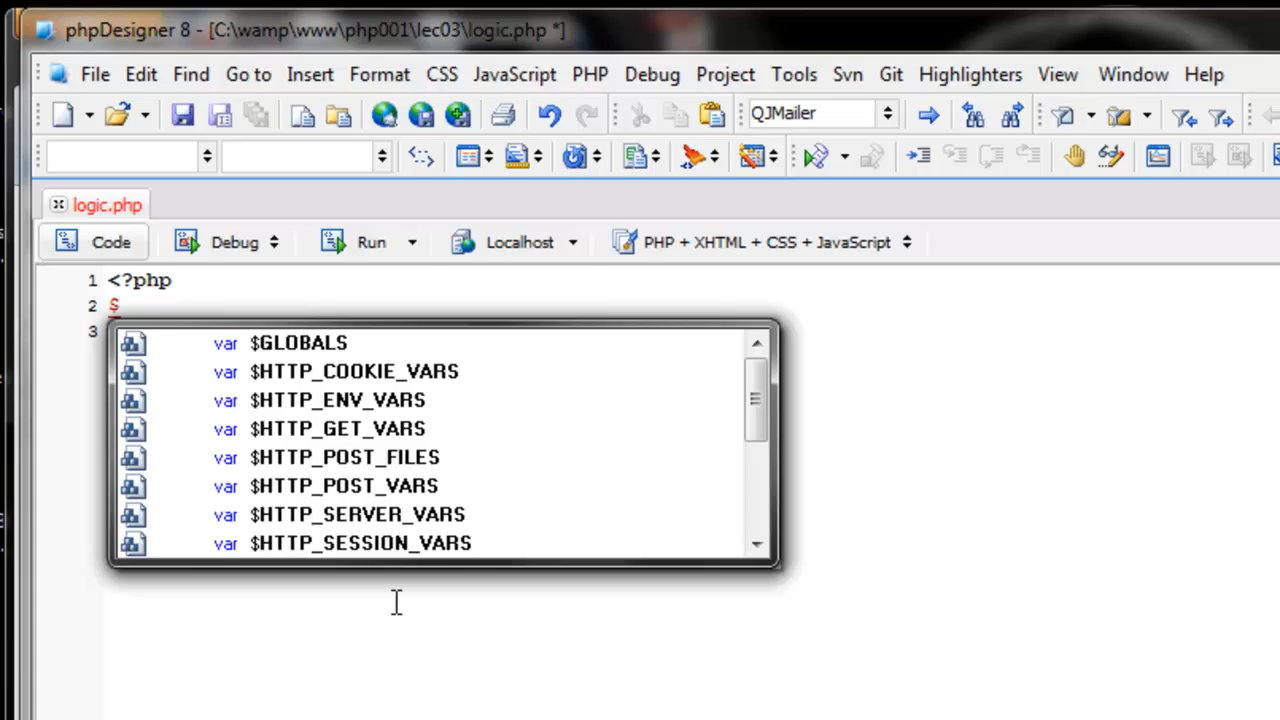 phpDesigner 8 - [C:\wamp\www\php001\lec03\logic.php *]
File Edit Find Go to Insert Format CSS JavaScript PHP Debug Project Tools Svn Git Highlighters View Window Help
QJMailer
logic.php
Code Debug Run Localhost PHP + XHTML + CSS + JavaScript
1 <?php
2 $
3
var $GLOBALS
var $HTTP_COOKIE_VARS
var $HTTP_ENV_VARS
var $HTTP_GET_VARS
var $HTTP_POST_FILES
var $HTTP_POST_VARS
var $HTTP_SERVER_VARS
var $HTTP_SESSION_VARS